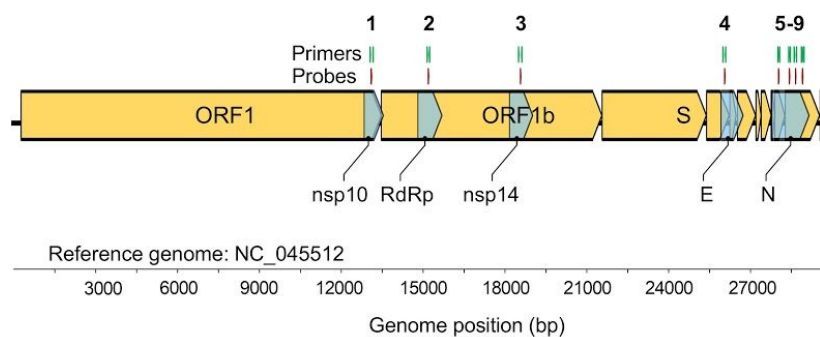 1 2 3 4 5-9
Primers
Probes
ORF1 ORF1b S
nsp10 RdRp nsp14 E N
Reference genome: NC_045512
3000 6000 9000 12000 15000 18000 21000 24000 27000
Genome position (bp)